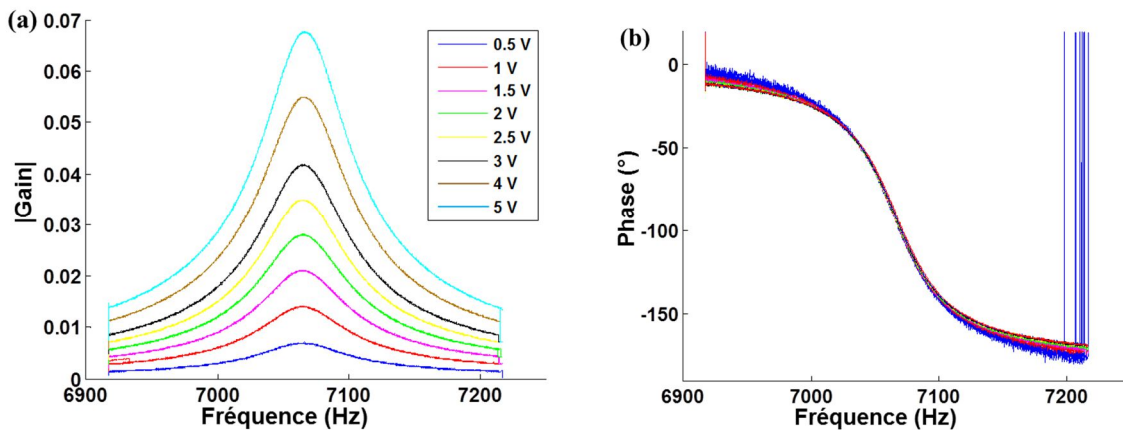 (a)
|Gain|
0.07
0.06
0.05
0.04
0.03
0.02
0.01
0
6900 7000 7100 7200
Fréquence (Hz)
0.5 V
1 V
1.5 V
2 V
2.5 V
3 V
4 V
5 V
(b)
Phase (°)
0
-50
-100
-150
6900 7000 7100 7200
Fréquence (Hz)